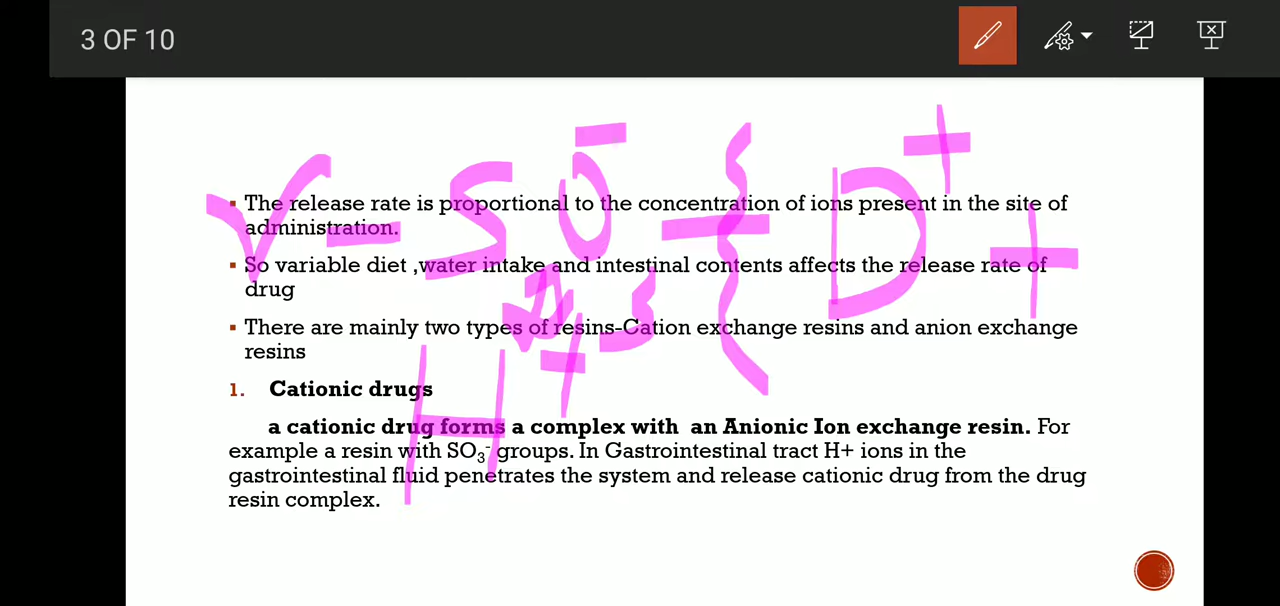 3 OF 10
▪ The release rate is proportional to the concentration of ions present in the site of
administration.
▪ So variable diet ,water intake and intestinal contents affects the release rate of
drug
▪ There are mainly two types of resins-Cation exchange resins and anion exchange
resins
1. Cationic drugs
a cationic drug forms a complex with an Anionic Ion exchange resin. For
example a resin with SO3- groups. In Gastrointestinal tract H+ ions in the
gastrointestinal fluid penetrates the system and release cationic drug from the drug
resin complex.
SO
-
3
D+
+
H+